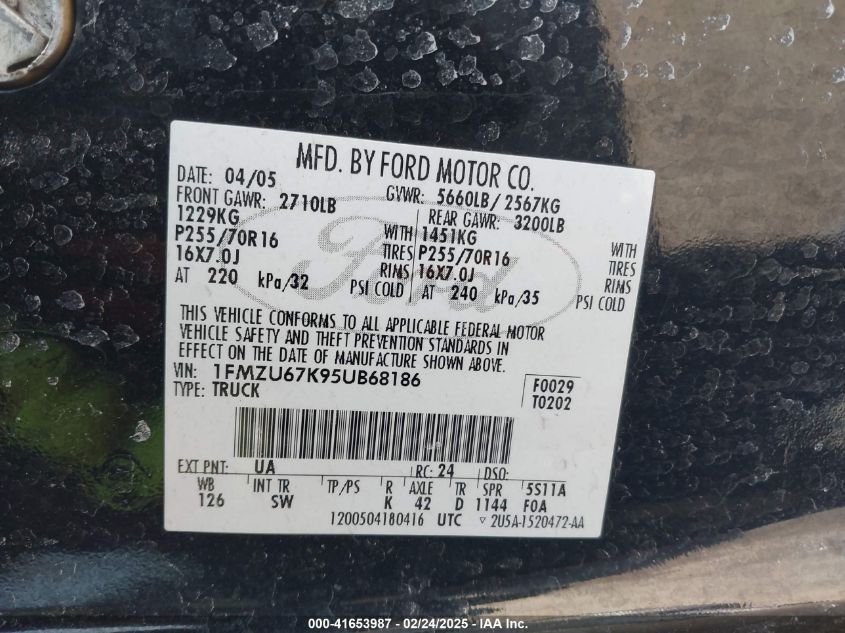 MFD. BY FORD MOTOR CO.
DATE: 04/05 GVWR: 5660LB/ 2567KG
FRONT GAWR: 2710LB REAR GAWR: 3200LB
1229KG WITH 1451KG WITH
P255/70R16 TIRES P255/70R16 TIRES
16X7.0J RIMS 16X7.0J RIMS
AT 220 kPa/32 PSI COLD AT 240 kPa/35 PSI COLD
Ford
THIS VEHICLE CONFORMS TO ALL APPLICABLE FEDERAL MOTOR
VEHICLE SAFETY AND THEFT PREVENTION STANDARDS IN
EFFECT ON THE DATE OF MANUFACTURE SHOWN ABOVE.
VIN: 1FMZU67K95UB68186 F0029
TYPE: TRUCK T0202
EXT PNT: UA RC: 24 DSO:
WB INT TR TP/PS R AXLE TR SPR 5S11A
126 SW K 42 D 1144 FOA
1200504180416 UTC ▽ 2U5A-1520472-AA
000-41653987 - 02/24/2025 - IAAI.COM